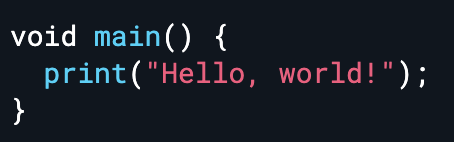 void main() {
  print("Hello, world!");
}